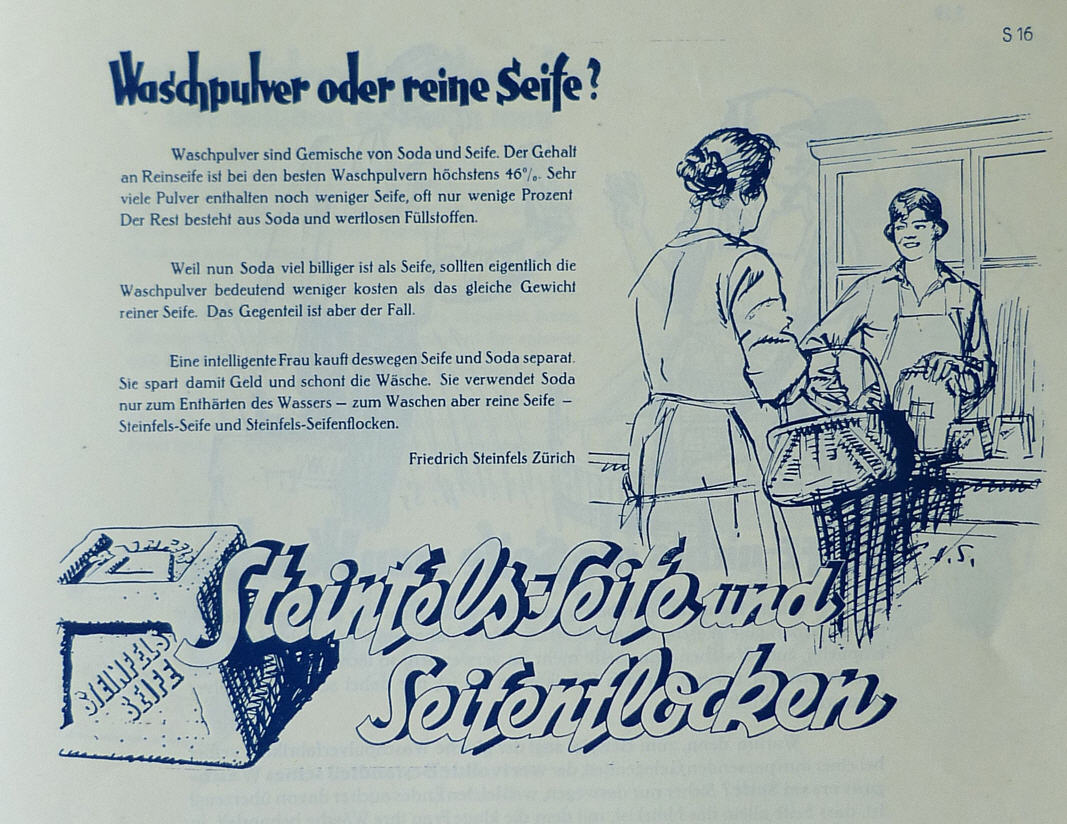 S 16
Waschpulver oder reine Seife?
Waschpulver sind Gemische von Soda und Seife. Der Gehalt
an Reinseife ist bei den besten Waschpulvern höchstens 46%. Sehr
viele Pulver enthalten noch weniger Seife, oft nur wenige Prozent
Der Rest besteht aus Soda und wertlosen Füllstoffen.
Weil nun Soda viel billiger ist als Seife, sollten eigentlich die
Waschpulver bedeutend weniger kosten als das gleiche Gewicht
reiner Seife. Das Gegenteil ist aber der Fall.
Eine intelligente Frau kauft deswegen Seife und Soda separat.
Sie spart damit Geld und schont die Wäsche. Sie verwendet Soda
nur zum Enthärten des Wassers — zum Waschen aber reine Seife —
Steinfels-Seife und Steinfels-Seifenflocken.
Friedrich Steinfels Zürich
Steinfels-Seife und
Seifenflocken
STEINFELS
SEIFE